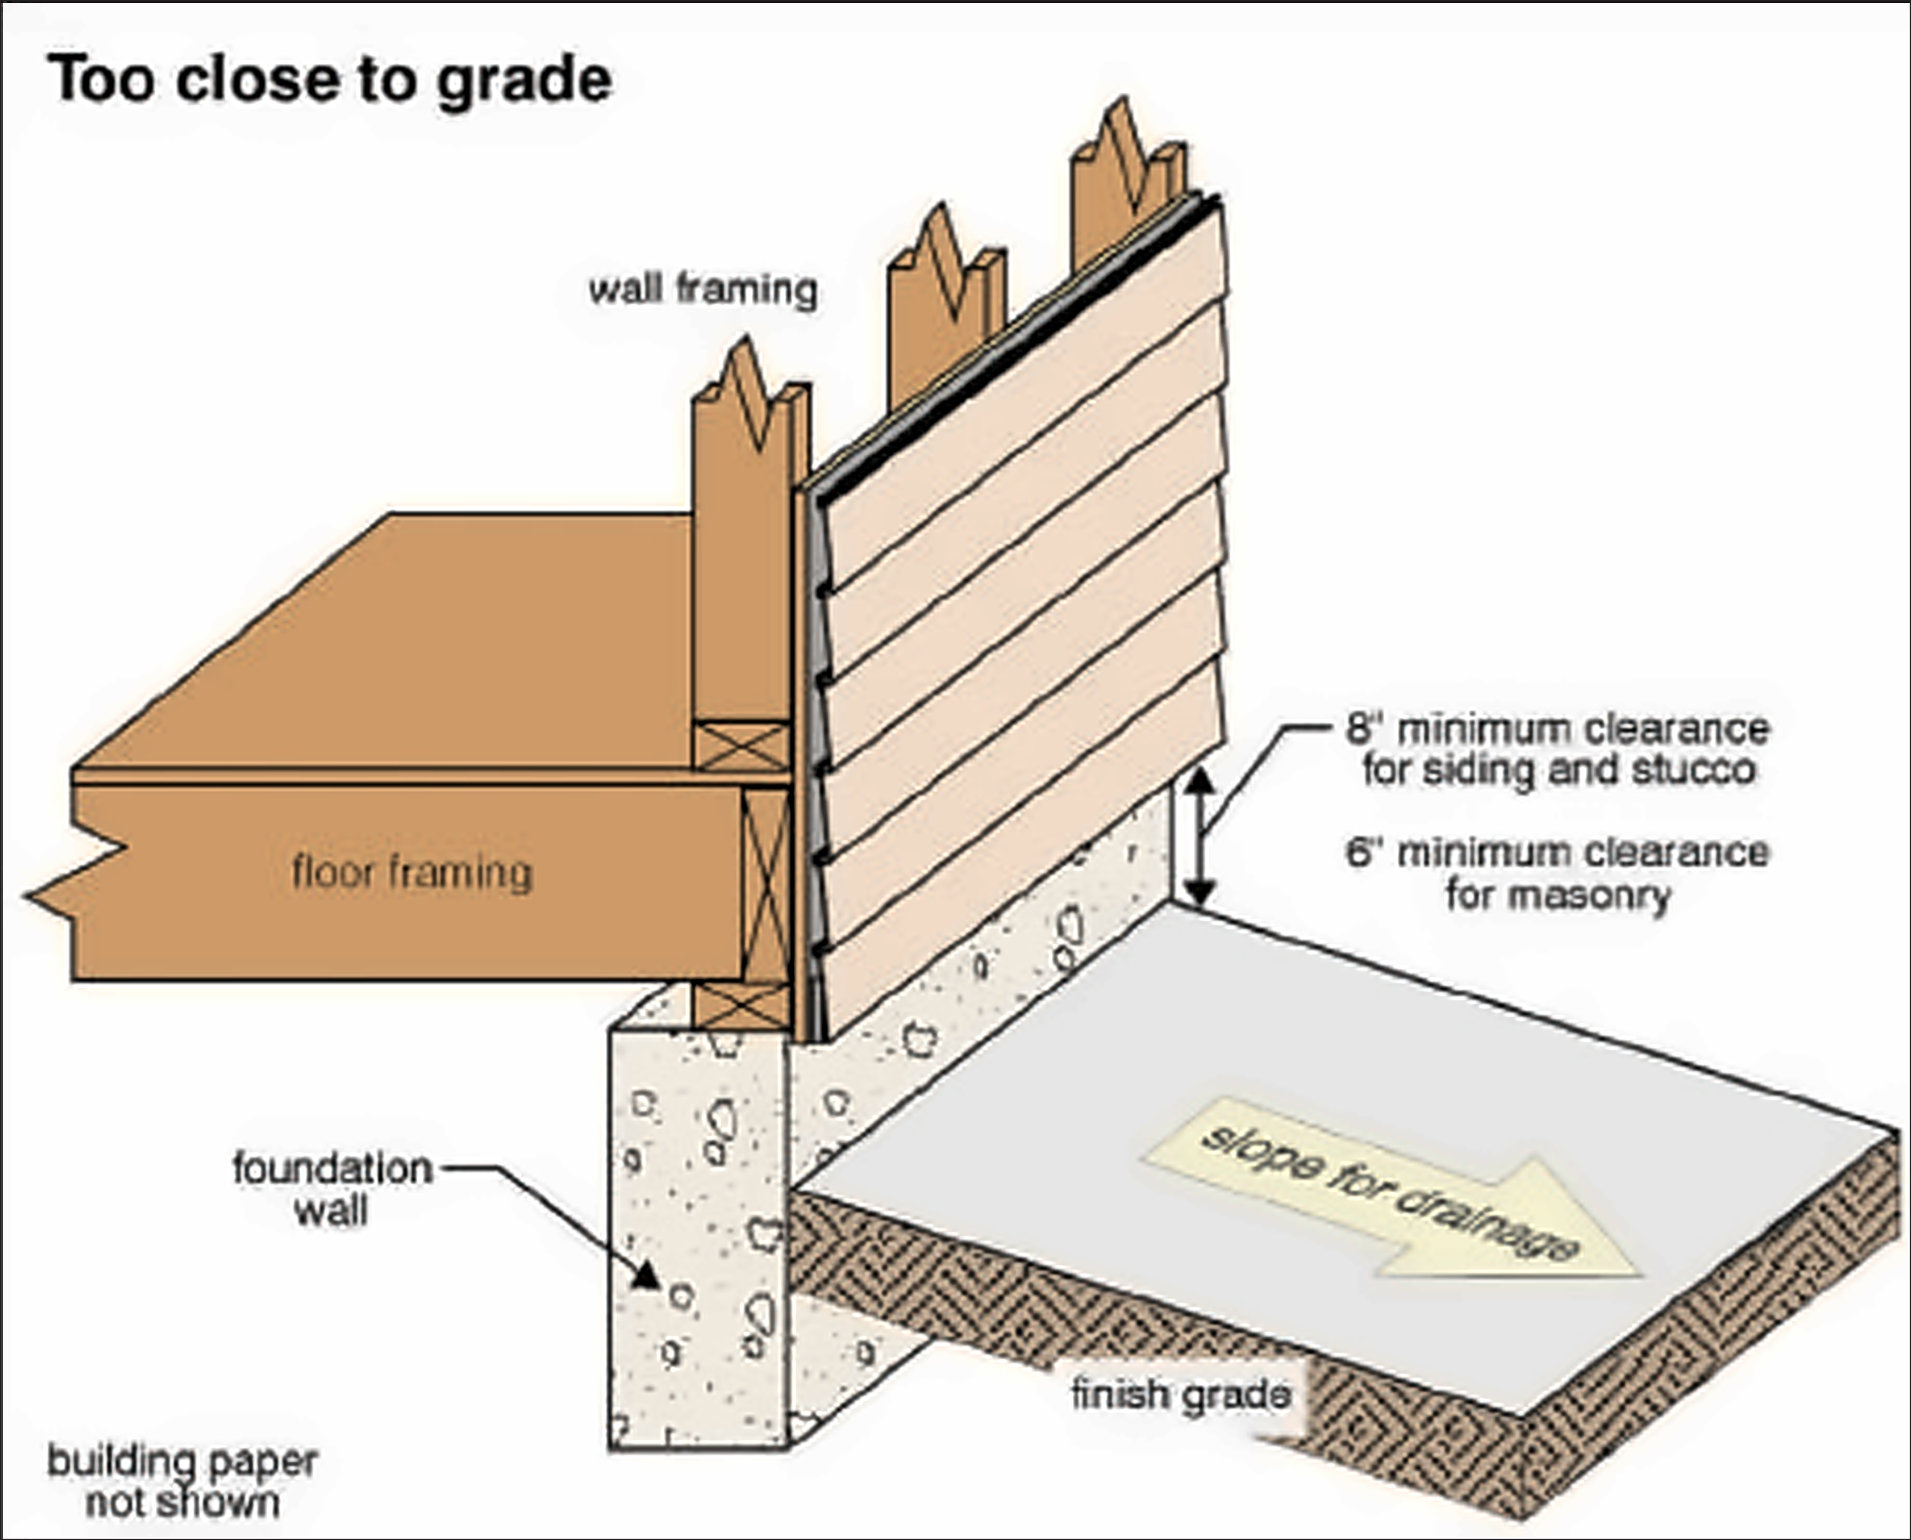 Too close to grade
wall framing
8" minimum clearance
for siding and stucco
6" minimum clearance
for masonry
floor framing
foundation
wall
slope for drainage
finish grade
building paper
not shown